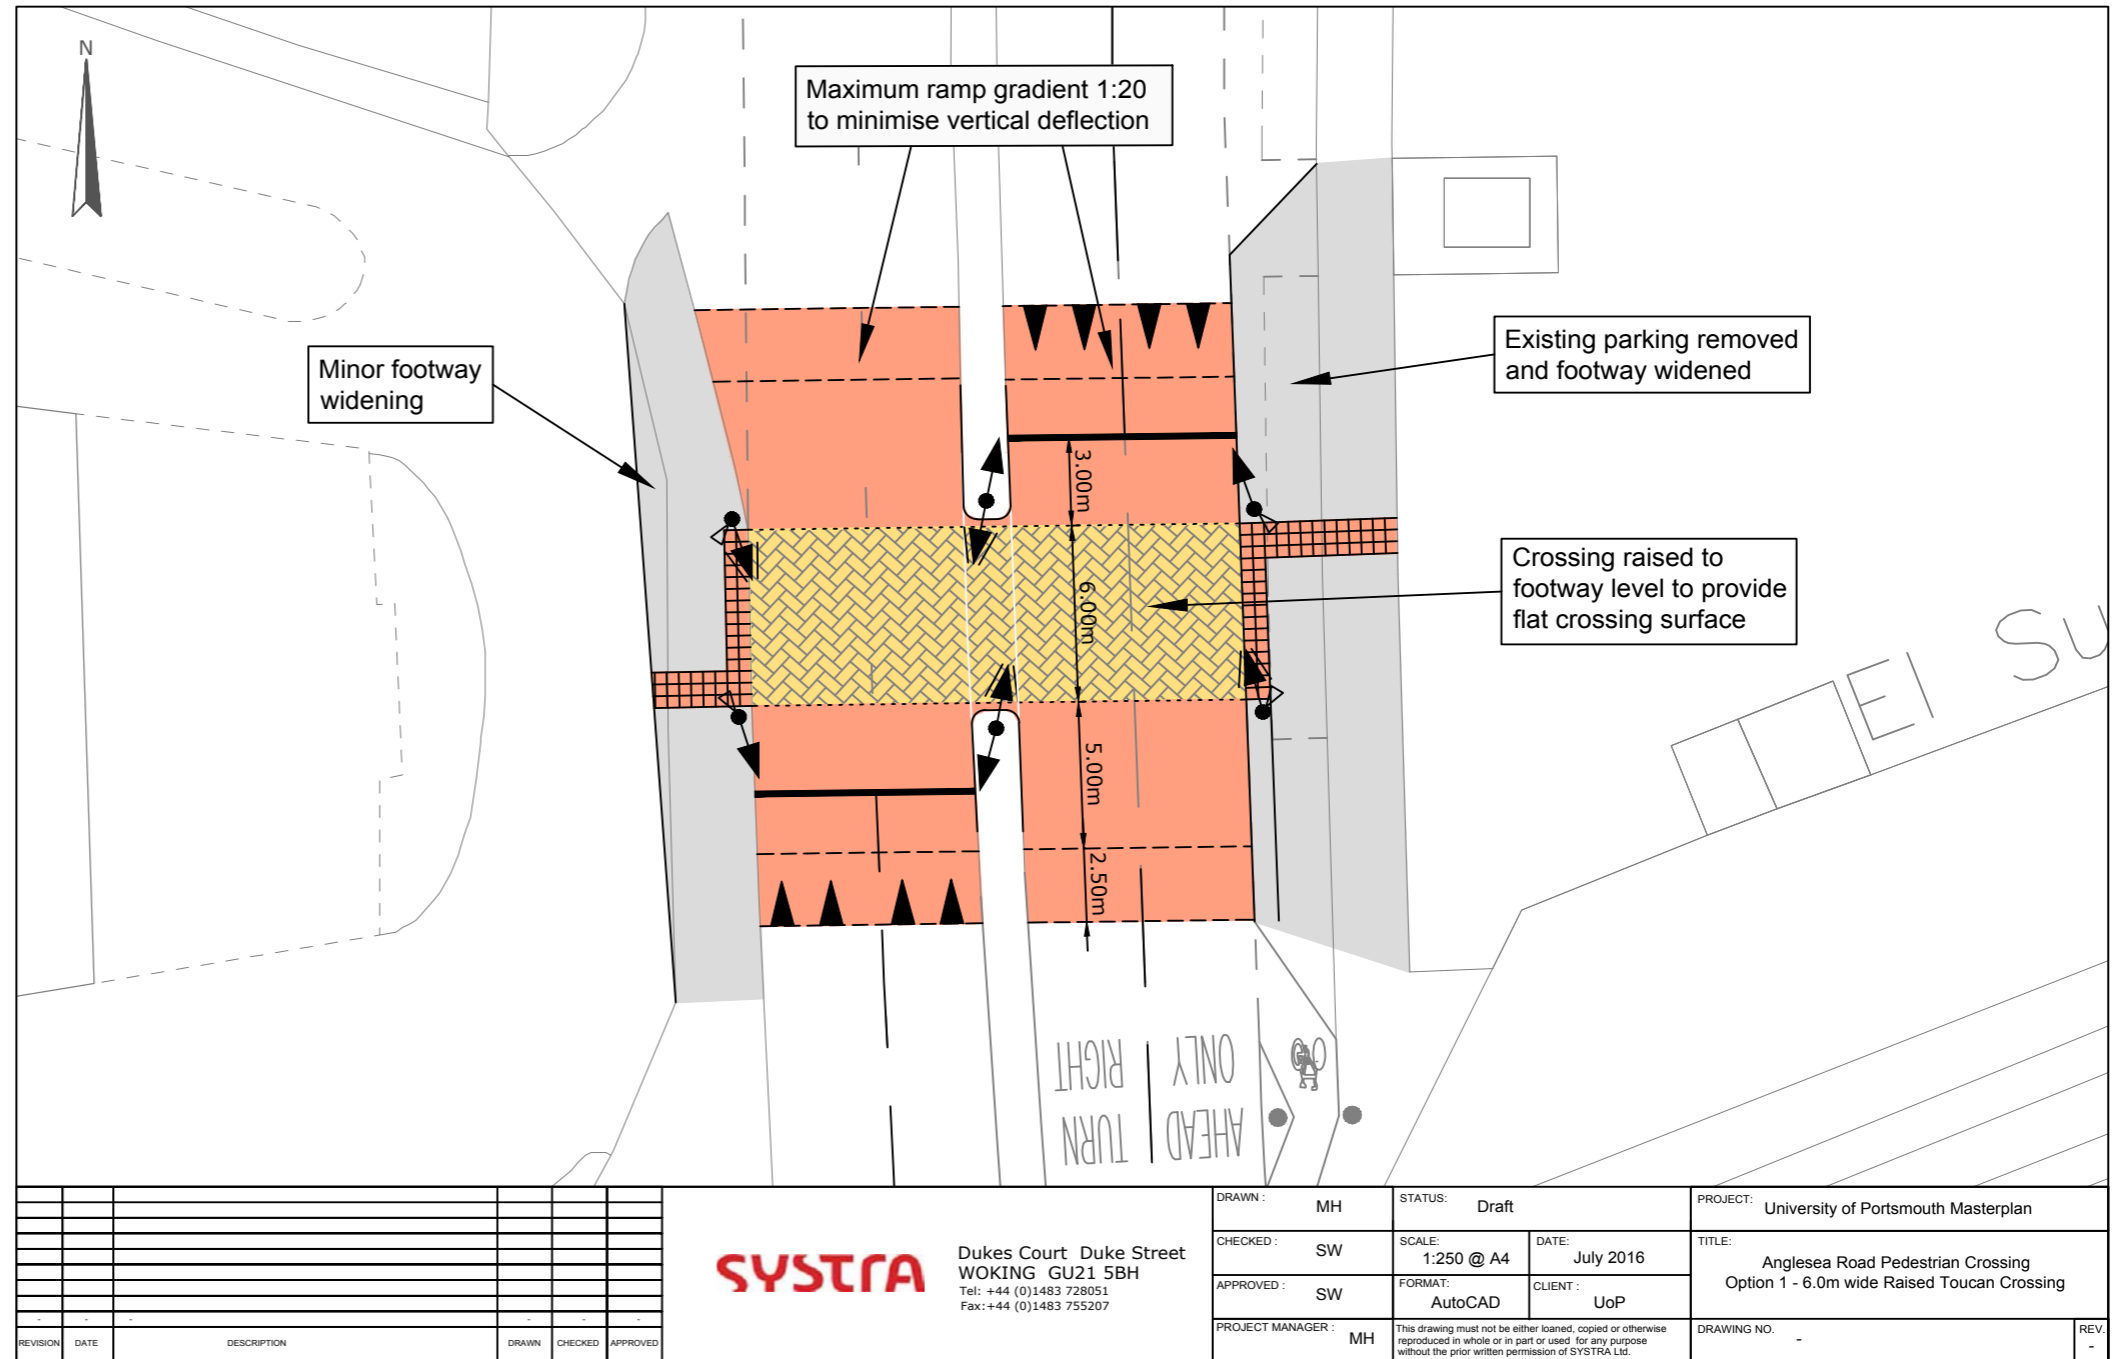 N
Maximum ramp gradient 1:20
to minimise vertical deflection
Minor footway
widening
Existing parking removed
and footway widened
Crossing raised to
footway level to provide
flat crossing surface
3.00m
6.00m
5.00m
2.50m
El Su
TURN
RIGHT
AHEAD
ONLY
REVISION DATE DESCRIPTION DRAWN CHECKED APPROVED
- - - - - -
SYSTRA
Dukes Court Duke Street
WOKING GU21 5BH
Tel: +44 (0)1483 728051
Fax:+44 (0)1483 755207
DRAWN : MH
CHECKED : SW
APPROVED : SW
PROJECT MANAGER : MH
STATUS: Draft
SCALE: 1:250 @ A4
DATE: July 2016
FORMAT: AutoCAD
CLIENT : UoP
This drawing must not be either loaned, copied or otherwise
reproduced in whole or in part or used for any purpose
without the prior written permission of SYSTRA Ltd.
PROJECT: University of Portsmouth Masterplan
TITLE:
Anglesea Road Pedestrian Crossing
Option 1 - 6.0m wide Raised Toucan Crossing
DRAWING NO. -
REV. -